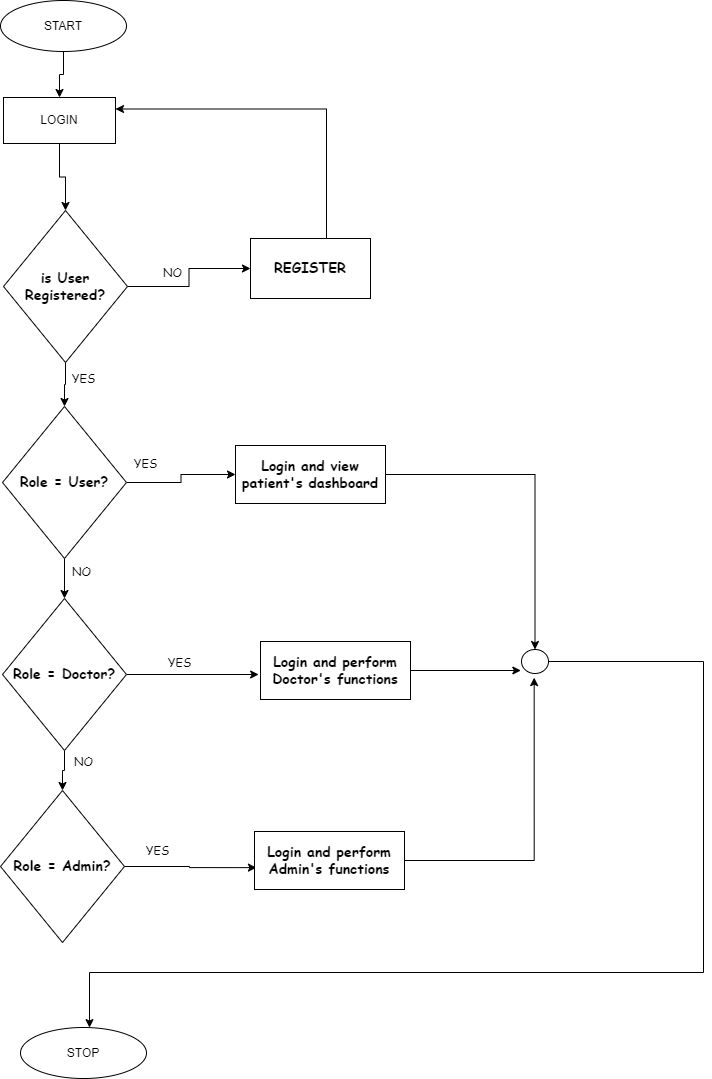 START
LOGIN
is User
Registered?
NO
REGISTER
YES
Role = User?
YES
Login and view
patient's dashboard
NO
Role = Doctor?
YES
Login and perform
Doctor's functions
NO
Role = Admin?
YES
Login and perform
Admin's functions
STOP